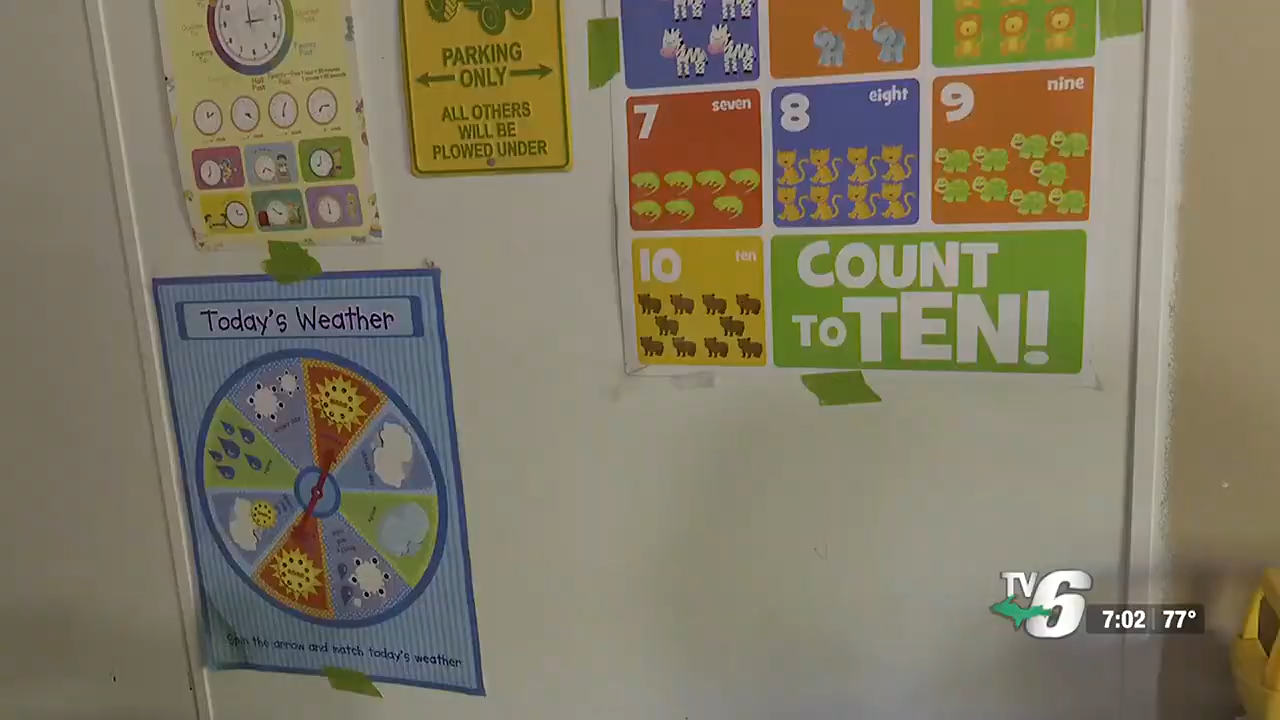 PARKING
ONLY
ALL OTHERS
WILL BE
PLOWED UNDER
7 seven
8 eight
9 nine
10 ten
COUNT
TO TEN!
Today's Weather
Spin the arrow and match today's weather
TV6
7:02 77°